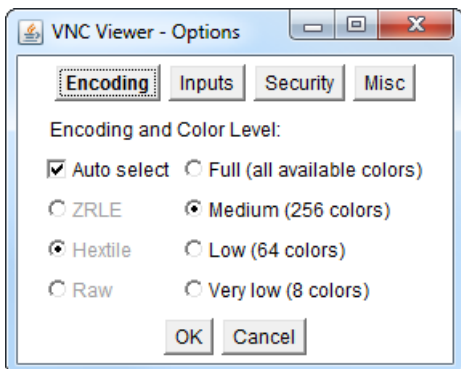 VNC Viewer - Options
Encoding Inputs Security Misc
Encoding and Color Level:
Auto select Full (all available colors)
ZRLE Medium (256 colors)
Hextile Low (64 colors)
Raw Very low (8 colors)
OK Cancel